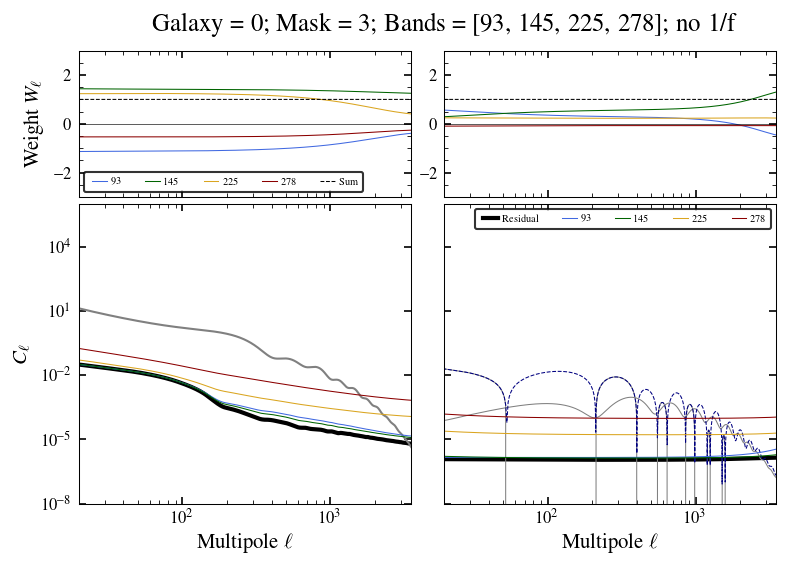 Galaxy = 0; Mask = 3; Bands = [93, 145, 225, 278]; no 1/f
Weight W_ℓ
2
0
−2
2
0
−2
93 145 225 278 Sum
Residual 93 145 225 278
C_ℓ
10^4
10^1
10^−2
10^−5
10^−8
10^2 10^3
10^2 10^3
Multipole ℓ
Multipole ℓ